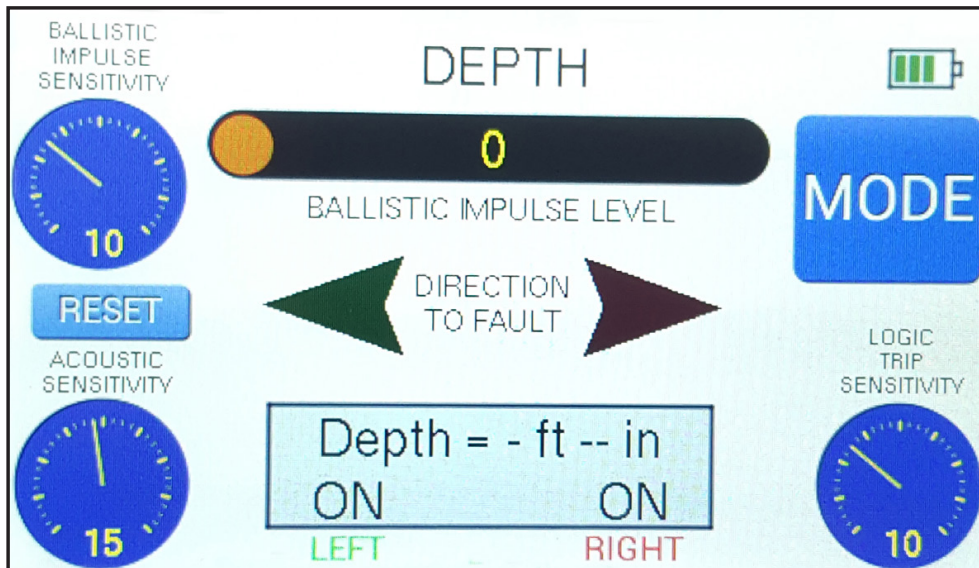 BALLISTIC
IMPULSE
SENSITIVITY
10
DEPTH
0
BALLISTIC IMPULSE LEVEL
MODE
RESET
DIRECTION
TO FAULT
ACOUSTIC
SENSITIVITY
15
LOGIC
TRIP
SENSITIVITY
10
Depth = - ft -- in
ON ON
LEFT RIGHT